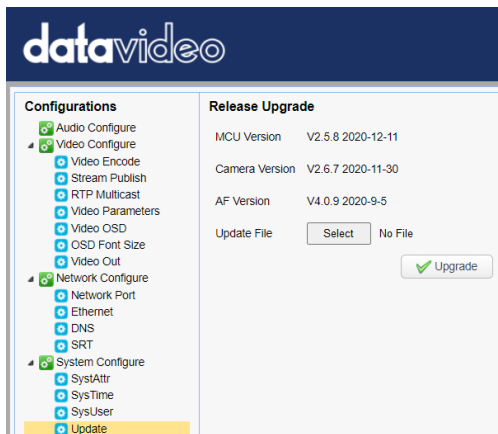 datavideo
Configurations
Audio Configure
Video Configure
Video Encode
Stream Publish
RTP Multicast
Video Parameters
Video OSD
OSD Font Size
Video Out
Network Configure
Network Port
Ethernet
DNS
SRT
System Configure
SystAttr
SysTime
SysUser
Update
Release Upgrade
MCU Version V2.5.8 2020-12-11
Camera Version V2.6.7 2020-11-30
AF Version V4.0.9 2020-9-5
Update File Select No File
Upgrade